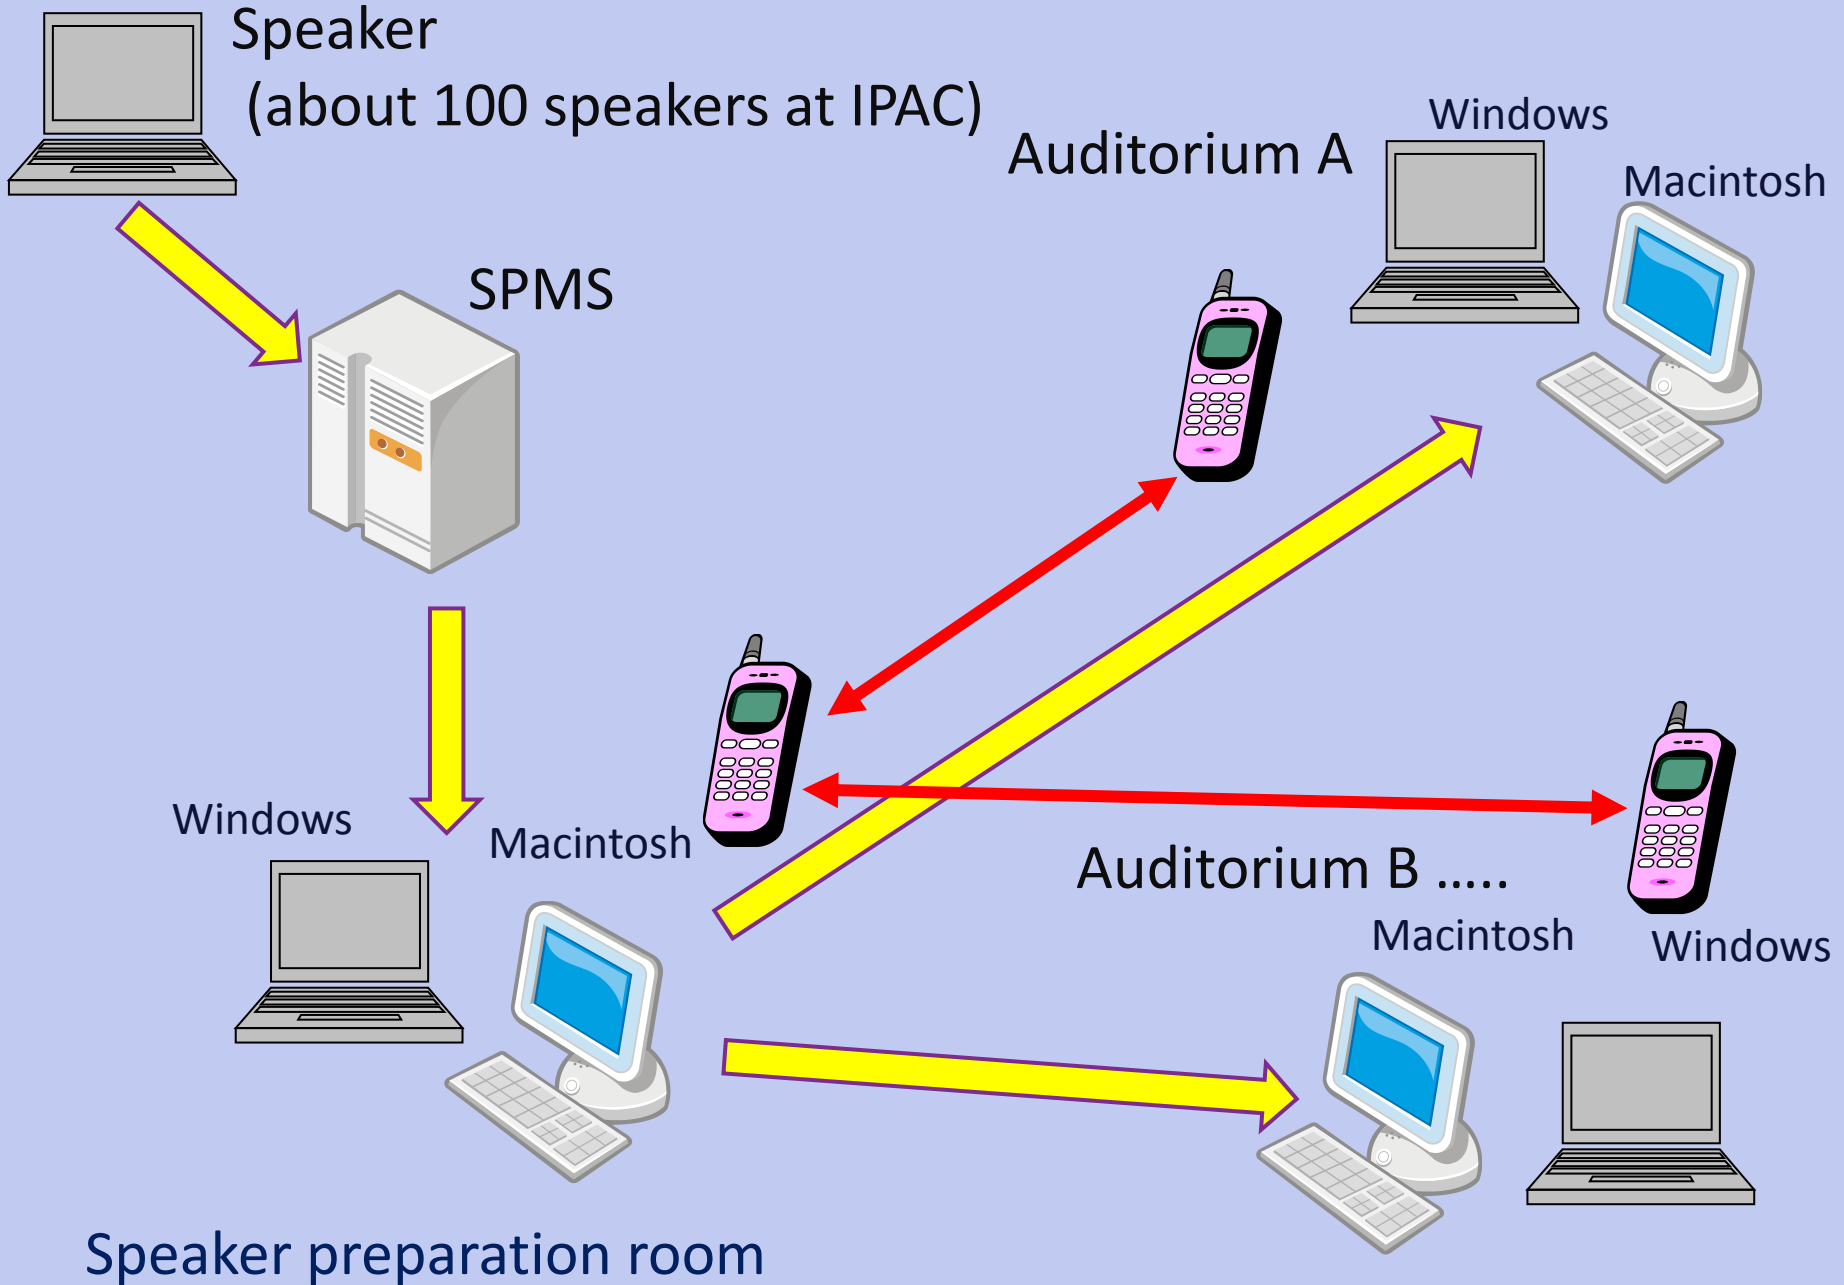 Speaker
(about 100 speakers at IPAC)
Windows
Auditorium A
Macintosh
SPMS
Windows
Macintosh
Auditorium B .....
Macintosh
Windows
Speaker preparation room